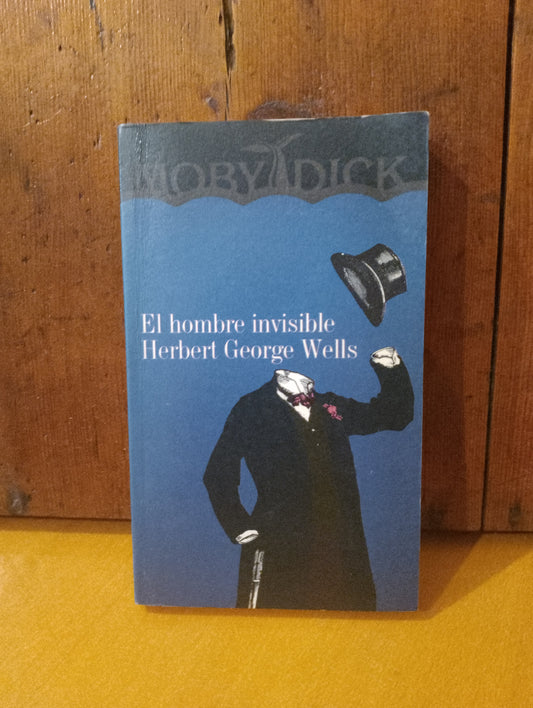 MOBY DICK
El hombre invisible
Herbert George Wells